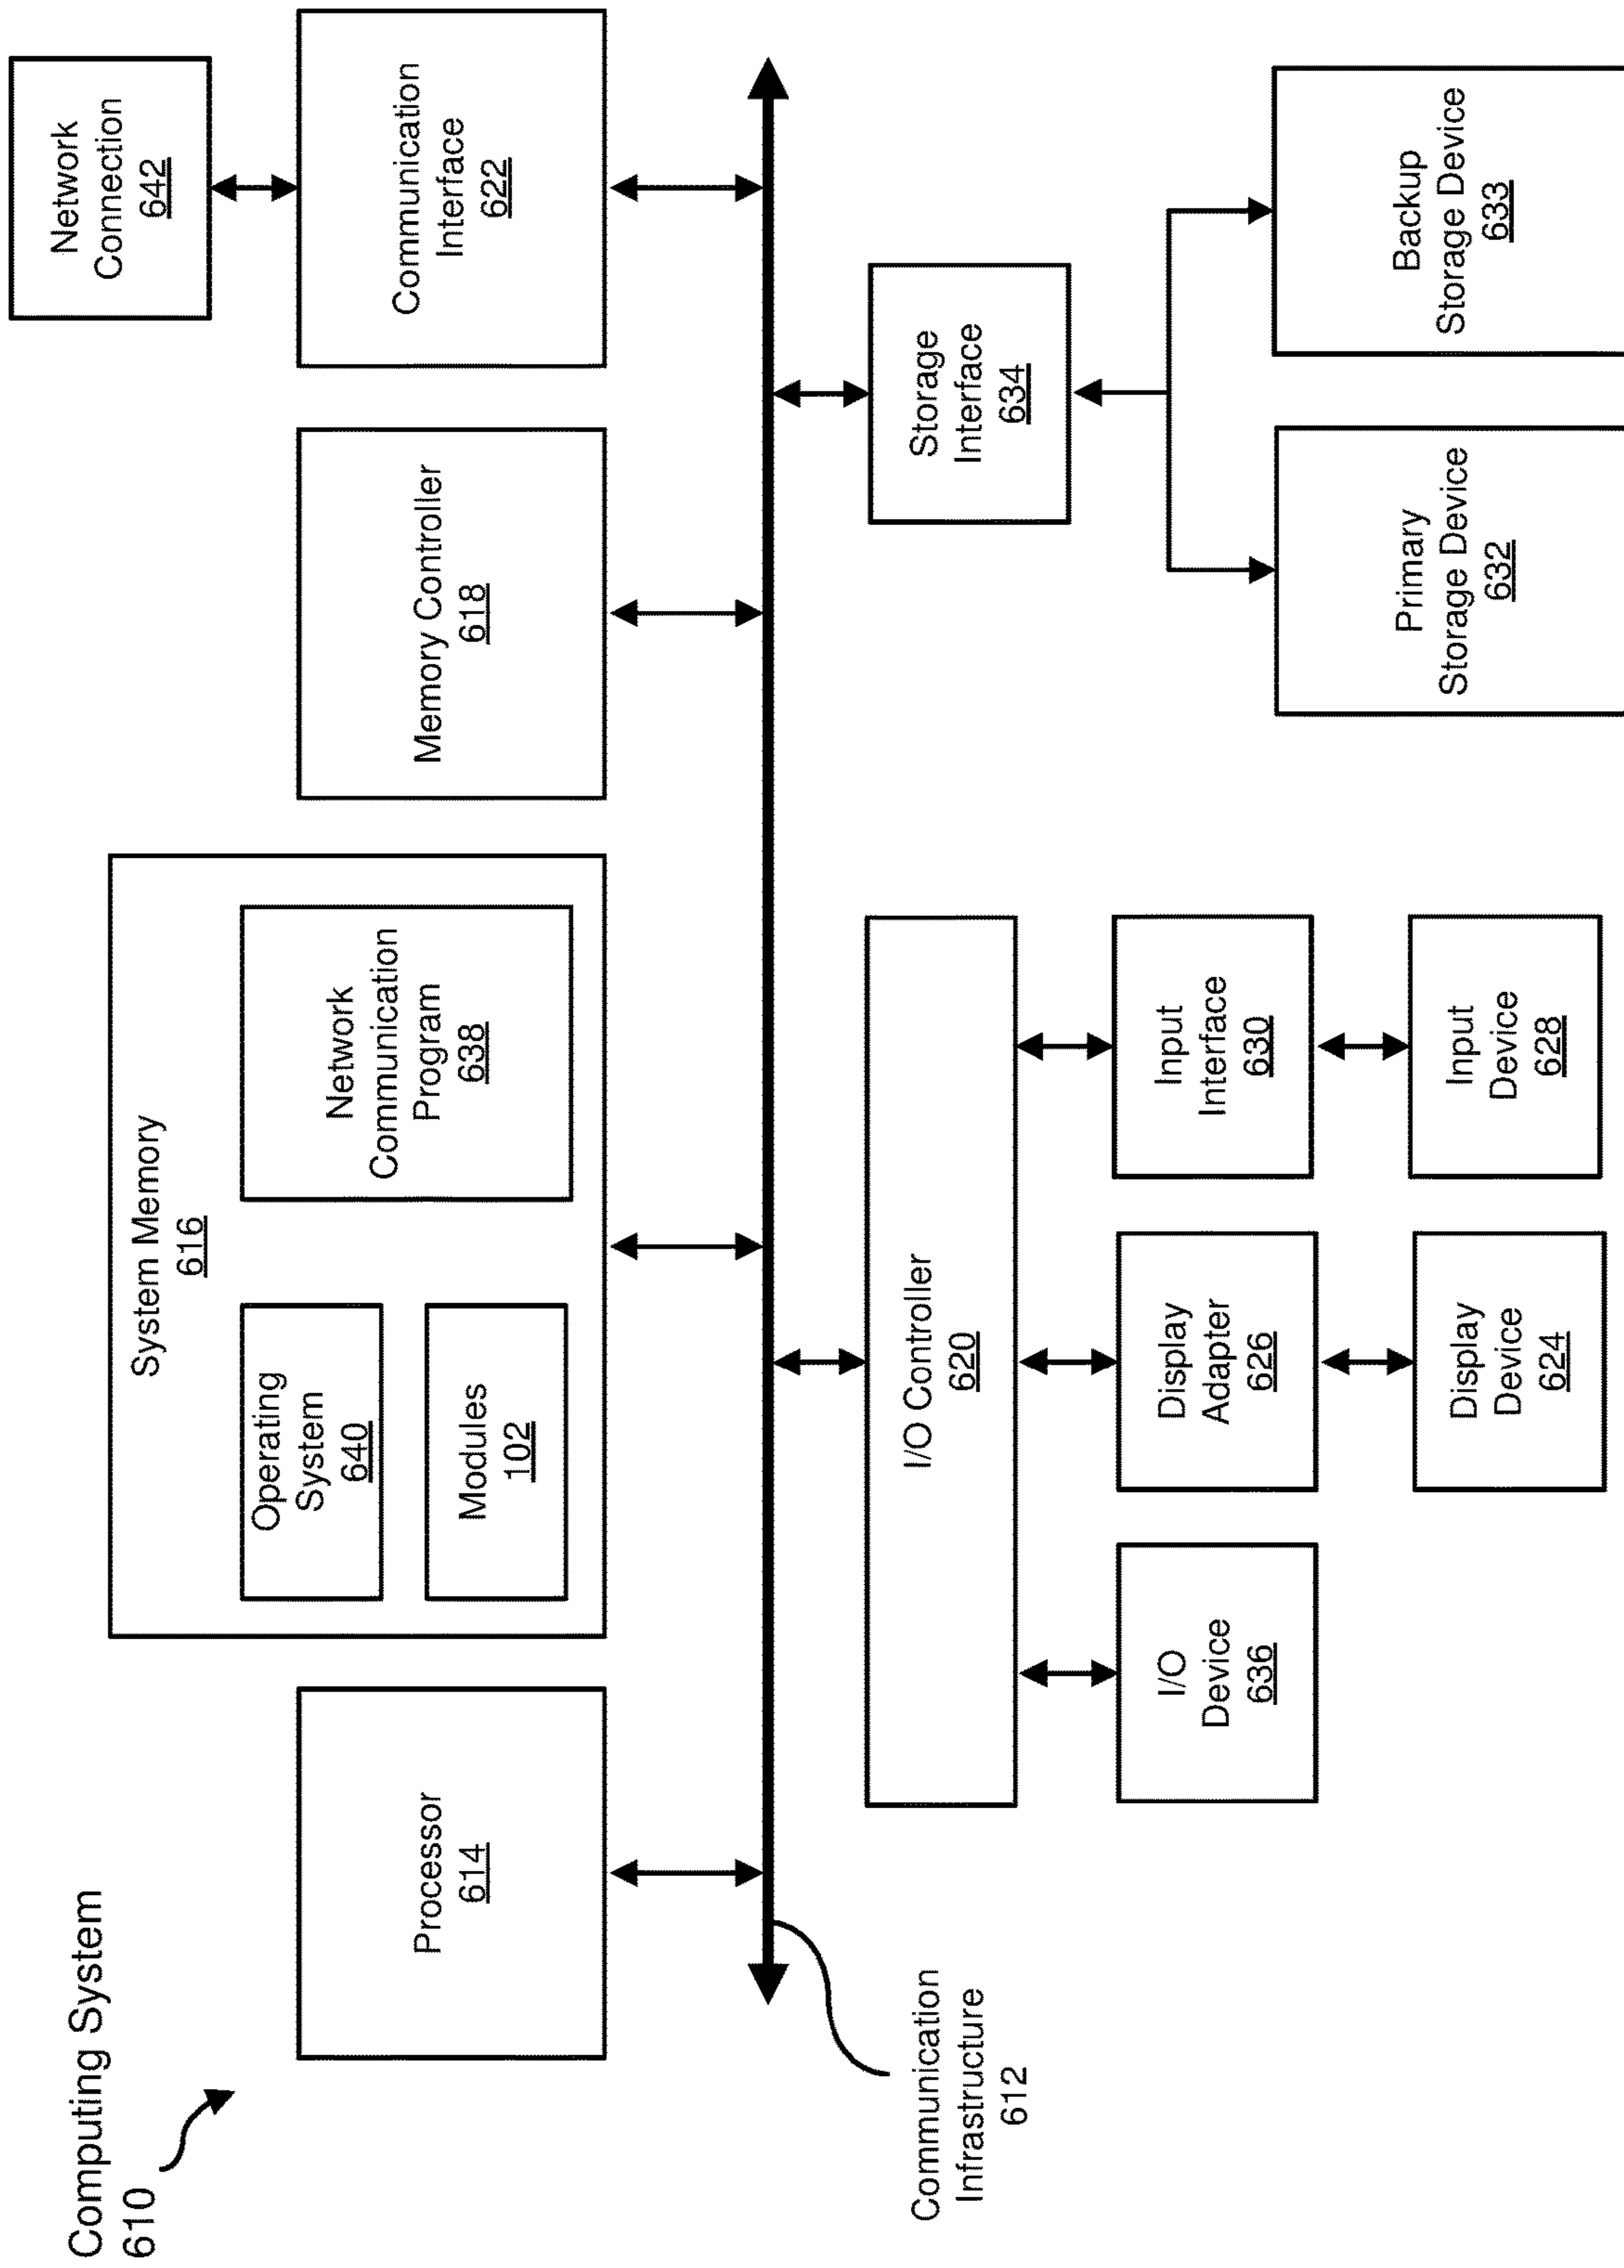 Computing System
610
Processor
614
System Memory
616
Operating
System
640
Modules
102
Network
Communication
Program
638
Memory Controller
618
Communication
Interface
622
Network
Connection
642
Communication
Infrastructure
612
I/O Controller
620
I/O
Device
636
Display
Adapter
626
Input
Interface
630
Display
Device
624
Input
Device
628
Storage
Interface
634
Primary
Storage Device
632
Backup
Storage Device
633